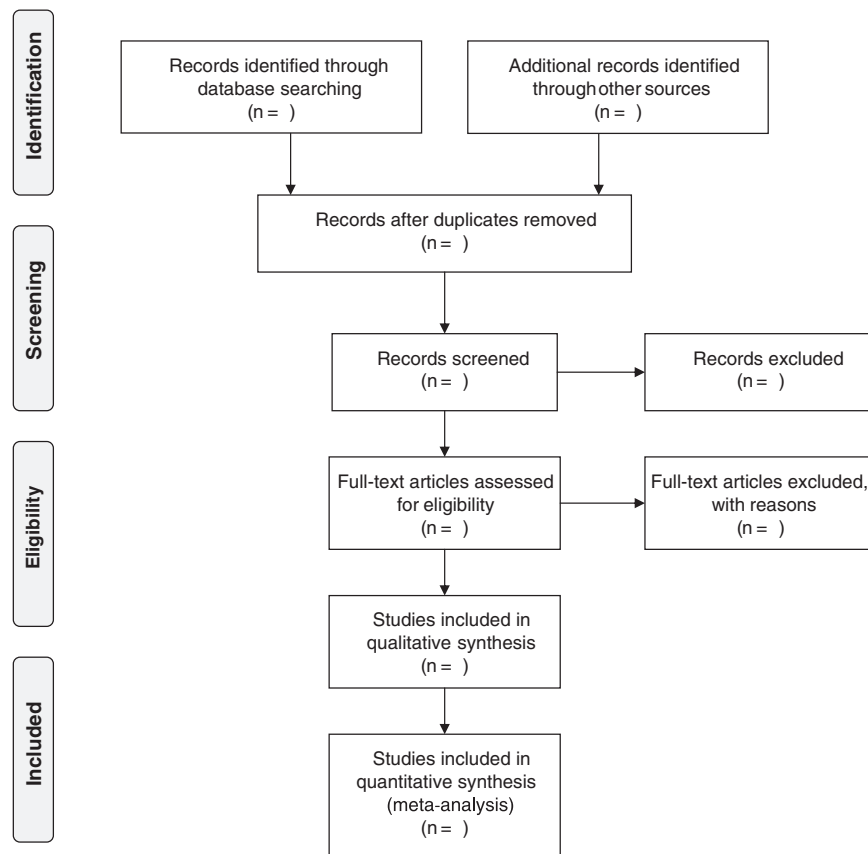 Identification
Records identified through
database searching
(n = )
Additional records identified
through other sources
(n = )
Records after duplicates removed
(n = )
Screening
Records screened
(n = )
Records excluded
(n = )
Eligibility
Full-text articles assessed
for eligibility
(n = )
Full-text articles excluded,
with reasons
(n = )
Studies included in
qualitative synthesis
(n = )
Included
Studies included in
quantitative synthesis
(meta-analysis)
(n = )